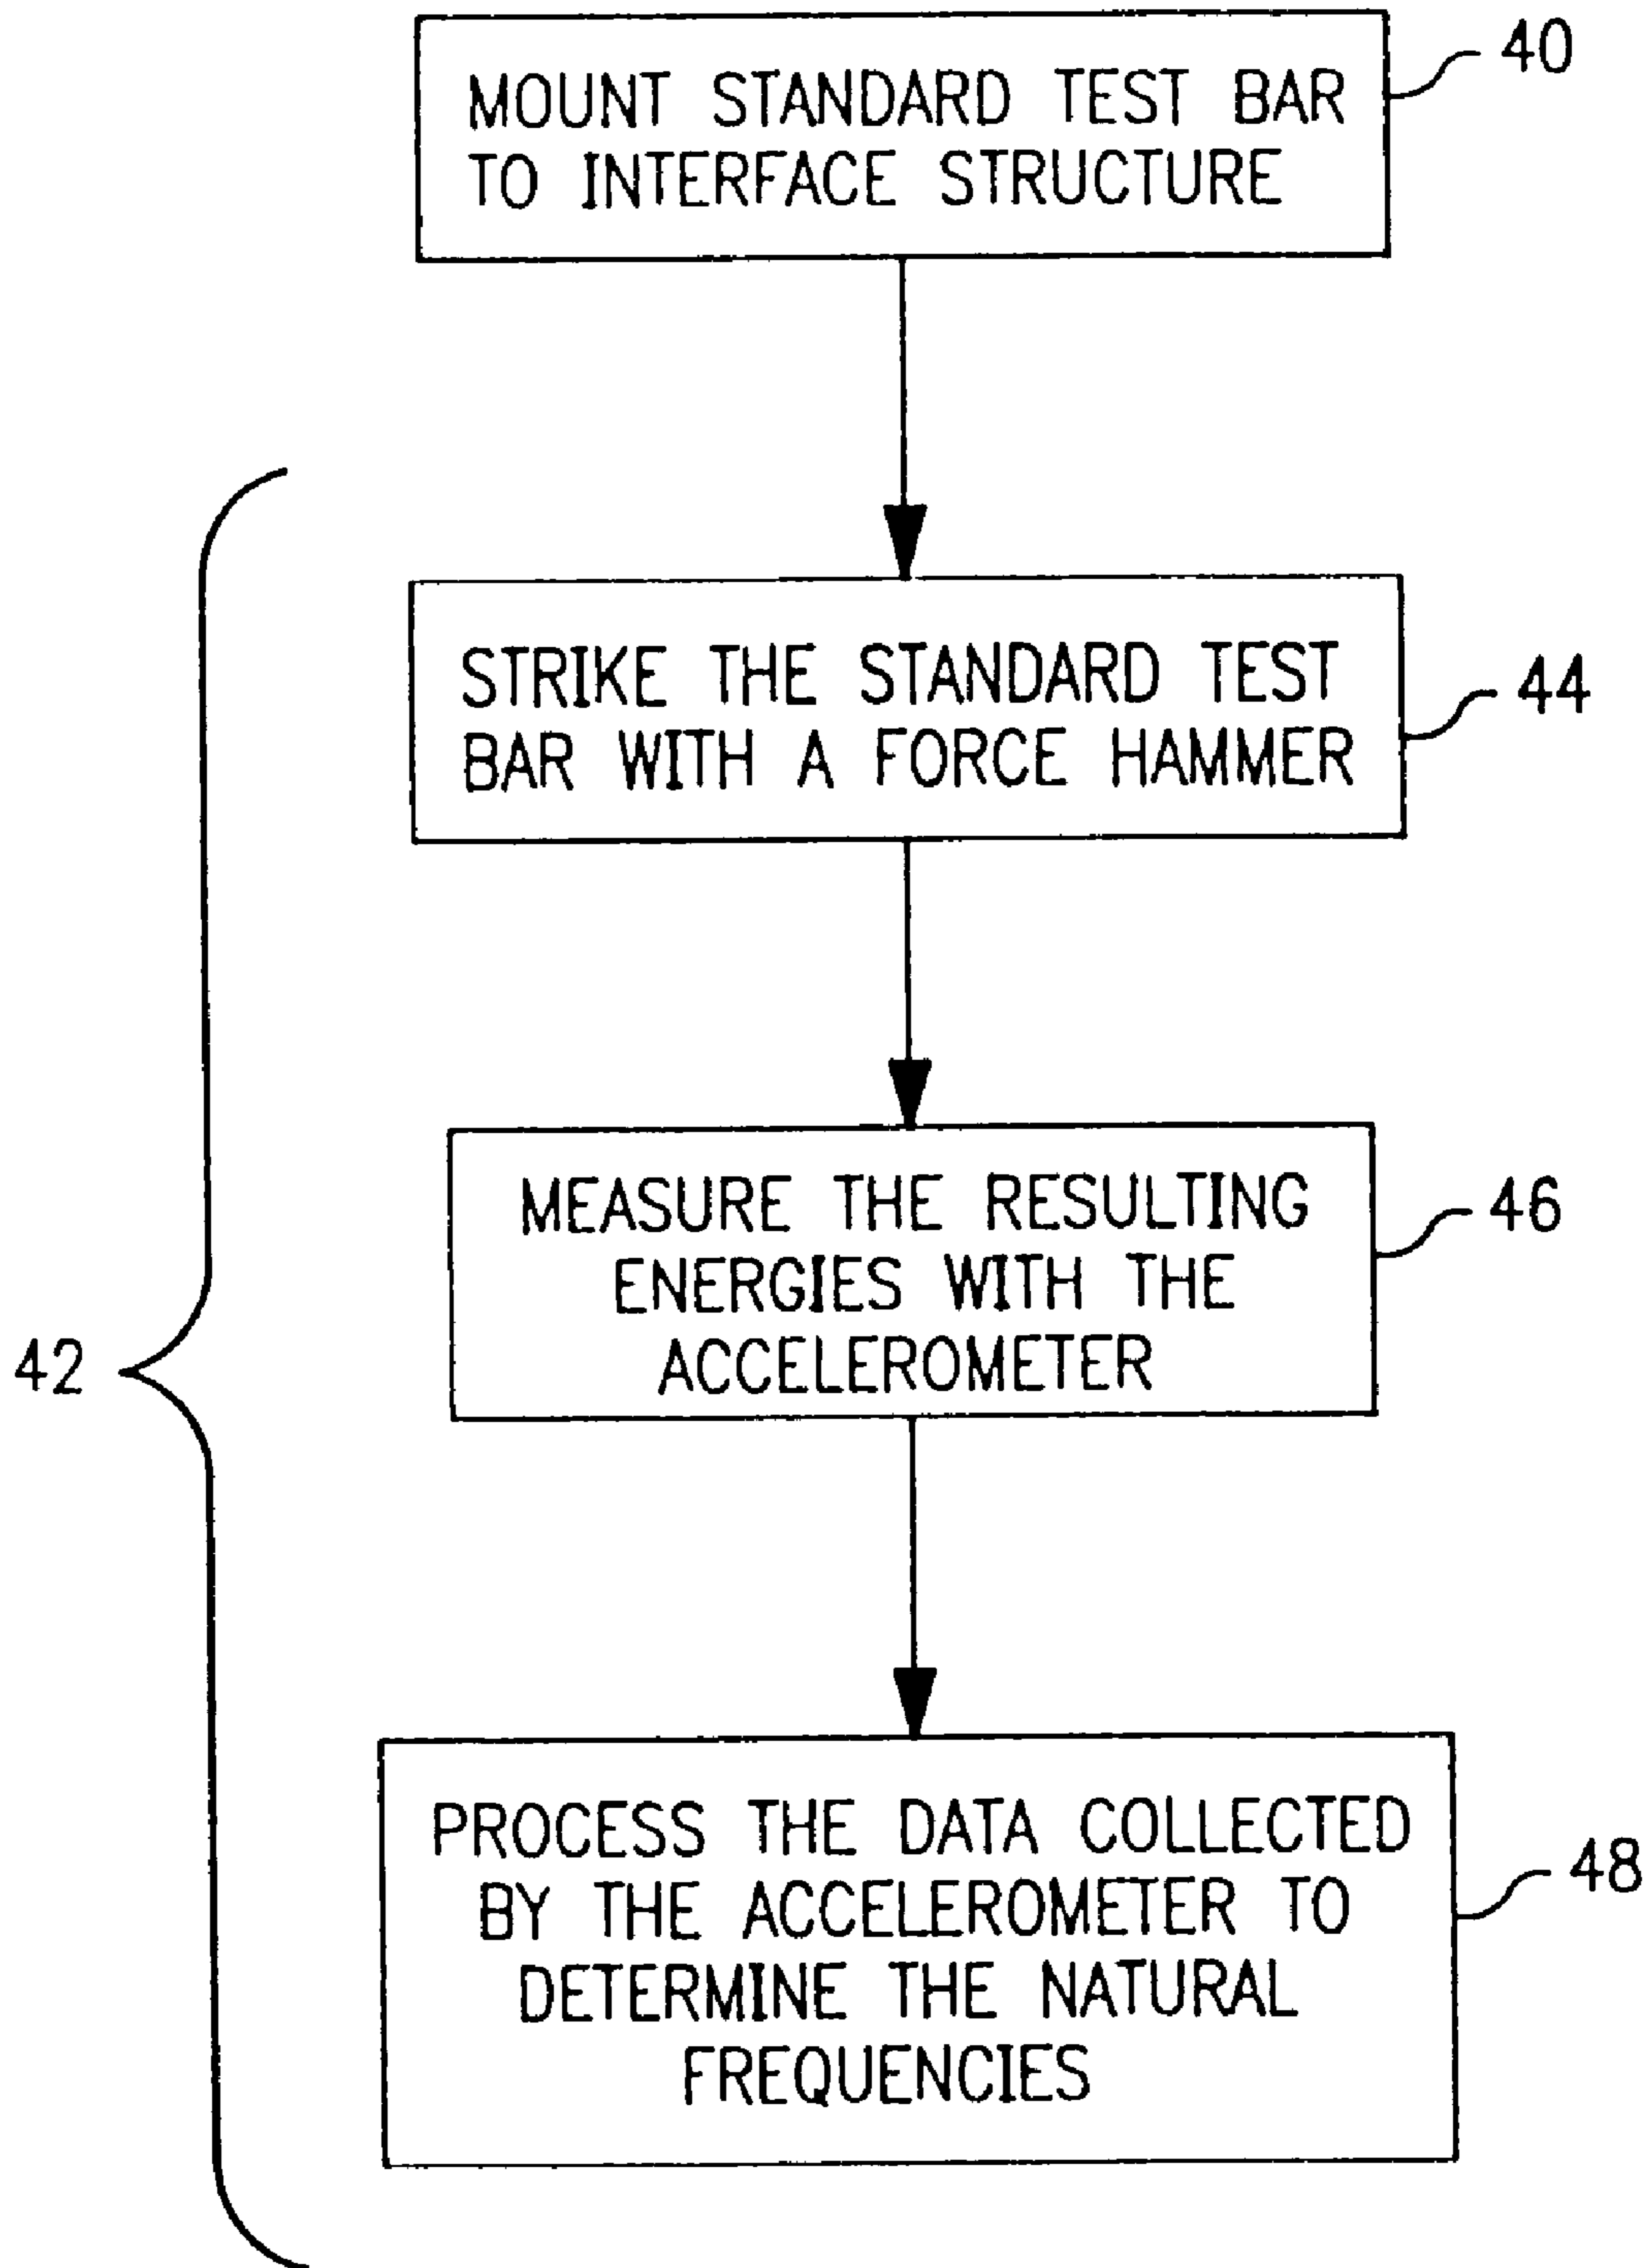 MOUNT STANDARD TEST BAR
TO INTERFACE STRUCTURE
40
STRIKE THE STANDARD TEST
BAR WITH A FORCE HAMMER
44
MEASURE THE RESULTING
ENERGIES WITH THE
ACCELEROMETER
46
42
PROCESS THE DATA COLLECTED
BY THE ACCELEROMETER TO
DETERMINE THE NATURAL
FREQUENCIES
48